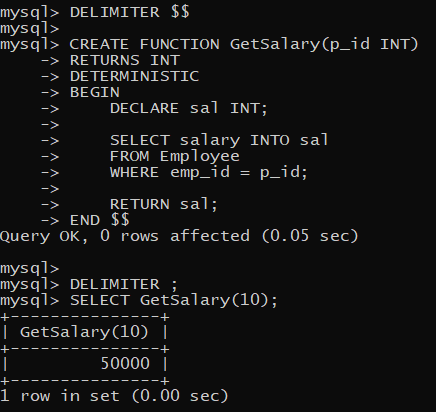 mysql> DELIMITER $$
mysql>
mysql> CREATE FUNCTION GetSalary(p_id INT)
    -> RETURNS INT
    -> DETERMINISTIC
    -> BEGIN
    ->     DECLARE sal INT;
    ->
    ->     SELECT salary INTO sal
    ->     FROM Employee
    ->     WHERE emp_id = p_id;
    ->
    ->     RETURN sal;
    -> END $$
Query OK, 0 rows affected (0.05 sec)

mysql>
mysql> DELIMITER ;
mysql> SELECT GetSalary(10);
+---------------+
| GetSalary(10) |
+---------------+
|         50000 |
+---------------+
1 row in set (0.00 sec)